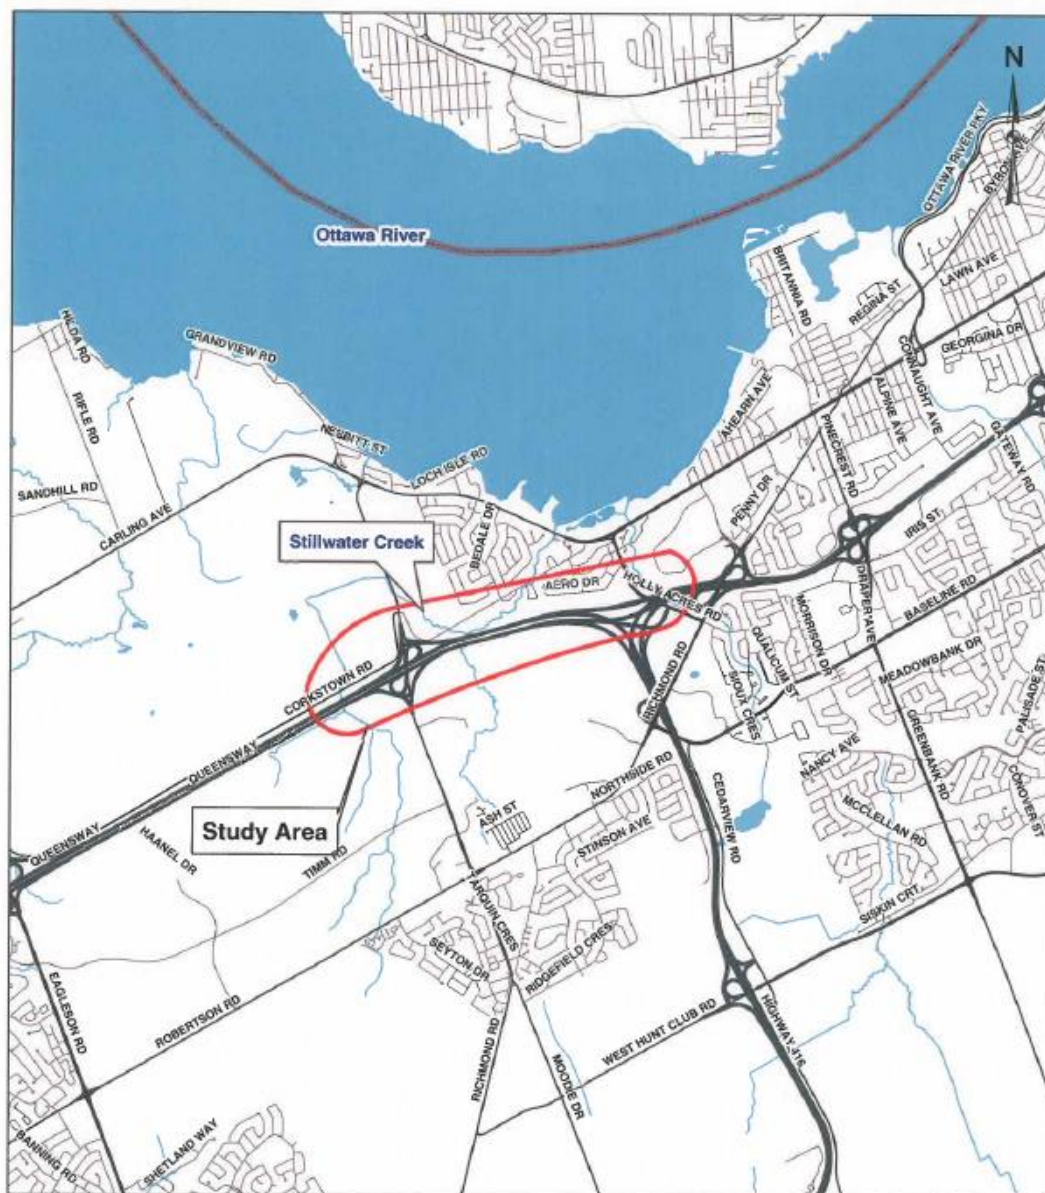 N
OTTAWA RIVER PKY
BYRON AVE
Ottawa River
BRITANNIA RD
LAWN AVE
REGINA ST
HILDA RD
GRANDVIEW RD
GEORGINA DR
CONNAUGHT AVE
RIFLE RD
ALPINE AVE
AHEARN AVE
NESBITT ST
PINECREST RD
GATEWAY RD
LOCH ISLE RD
SANDHILL RD
CARLING AVE
PENNY DR
BEDALE DR
IRIS ST
Stillwater Creek
AERO DR
HOLLY ACRES RD
DRAPER AVE
BASELINE RD
MORRISON DR
QUALICUM ST
MEADOWBANK DR
CORKSTOWN RD
RICHMOND RD
SIOUX CRES
PALISADE ST
GREENBANK RD
QUEENSWAY
NANCY AVE
NORTHSIDE RD
CONOVER ST
CEDARVIEW RD
MCCLELLAN RD
ASH ST
Study Area
QUEENSWAY
STINSON AVE
HAANEL DR
TIMM RD
SISKIN CRT
ARQUIN CRES
SEYTON DR
RIDGEFIELD CRES
EAGLESON RD
ROBERTSON RD
WEST HUNT CLUB RD
HIGHWAY 416
RICHMOND RD
MOODIE DR
BANNING RD
SHETLAND WAY